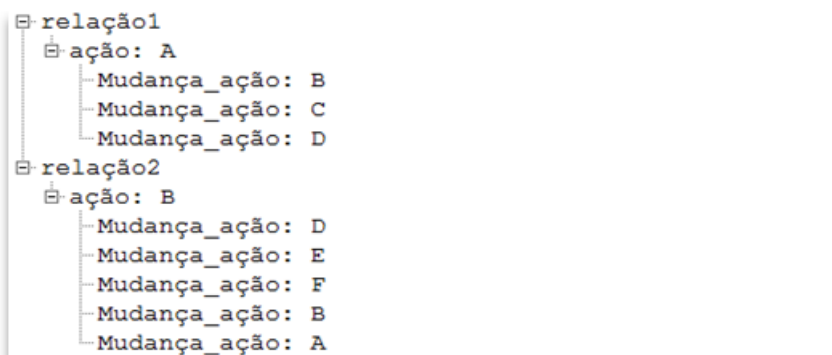 relação1
ação: A
Mudança_ação: B
Mudança_ação: C
Mudança_ação: D
relação2
ação: B
Mudança_ação: D
Mudança_ação: E
Mudança_ação: F
Mudança_ação: B
Mudança_ação: A